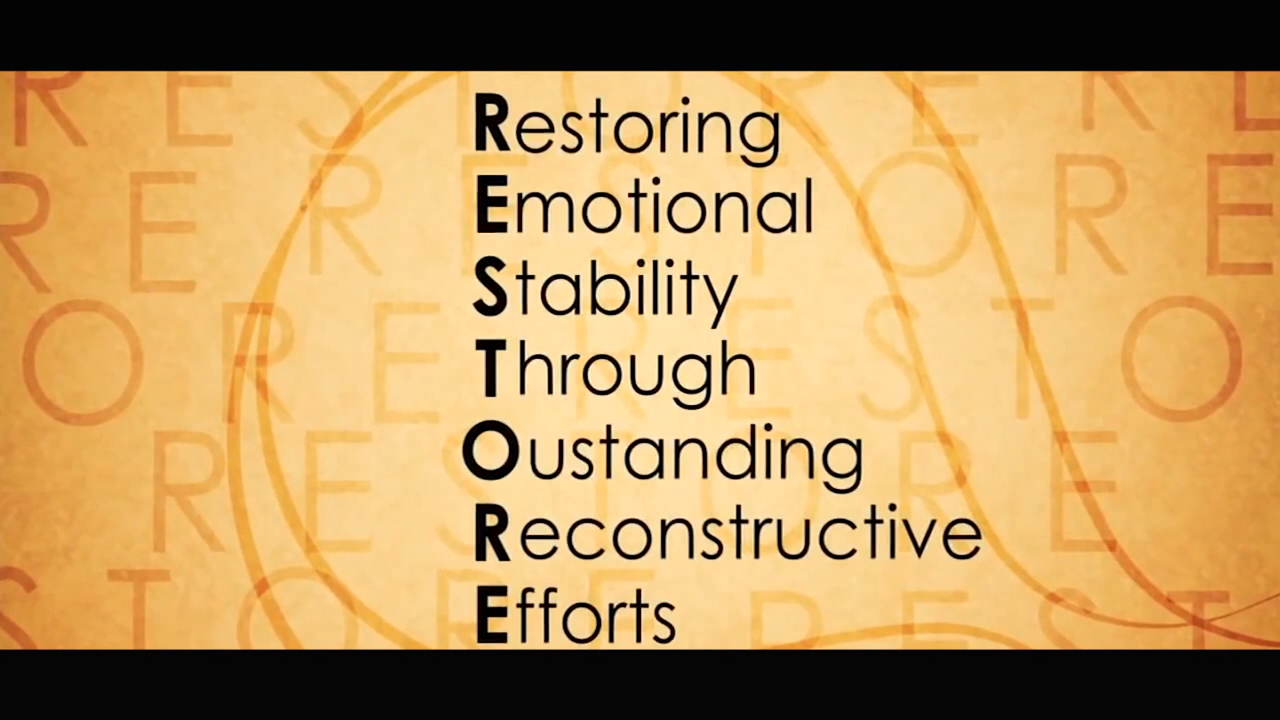 Restoring
Emotional
Stability
Through
Oustanding
Reconstructive
Efforts